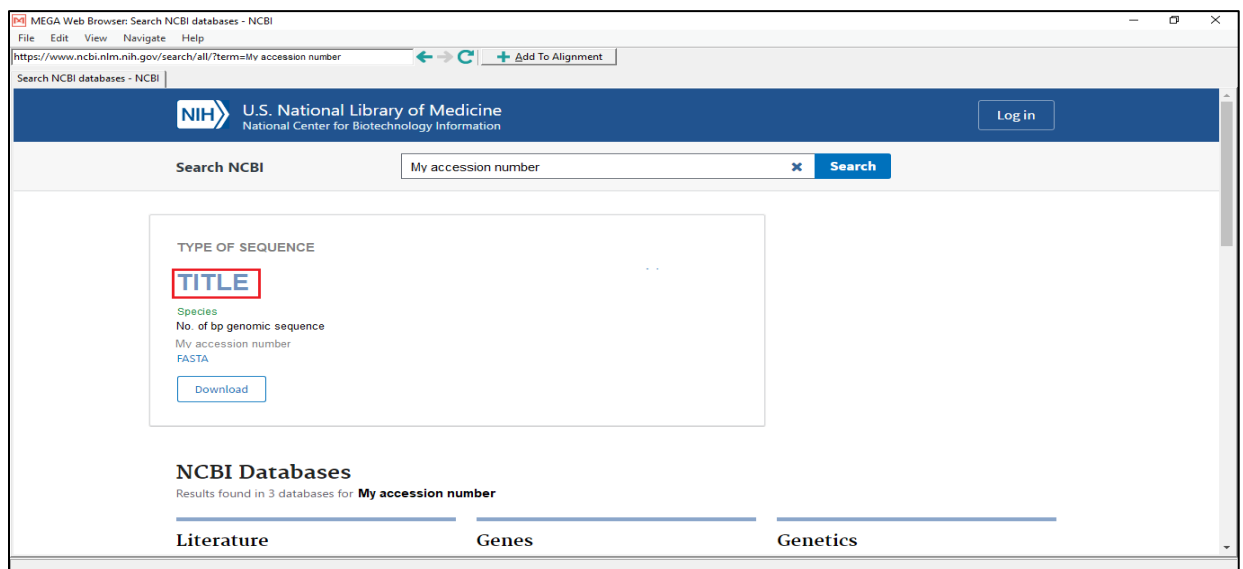 MEGA Web Browser: Search NCBI databases - NCBI
File Edit View Navigate Help
https://www.ncbi.nlm.nih.gov/search/all/?term=My accession number Add To Alignment
Search NCBI databases - NCBI
NIH U.S. National Library of Medicine
National Center for Biotechnology Information
Log in
Search NCBI My accession number Search
TYPE OF SEQUENCE
TITLE
Species
No. of bp genomic sequence
My accession number
FASTA
Download
NCBI Databases
Results found in 3 databases for My accession number
Literature Genes Genetics